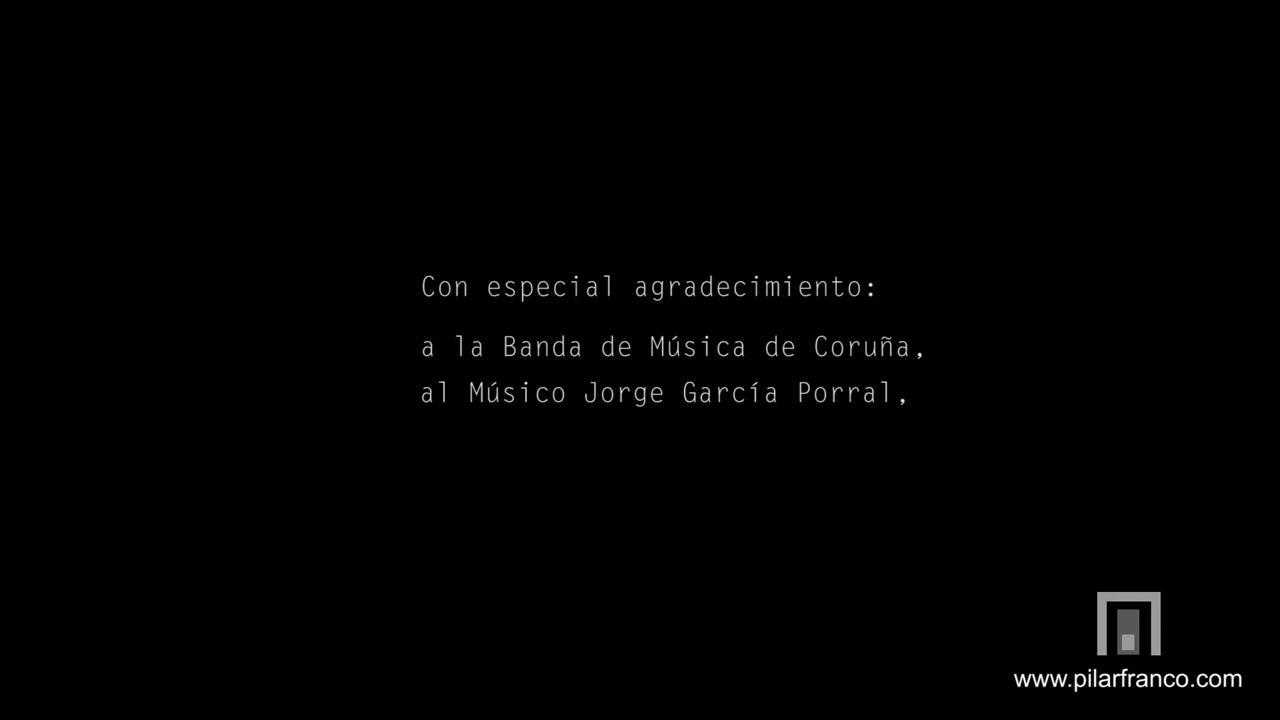 Con especial agradecimiento:
a la Banda de Música de Coruña,
al Músico Jorge García Porral,
www.pilarfranco.com